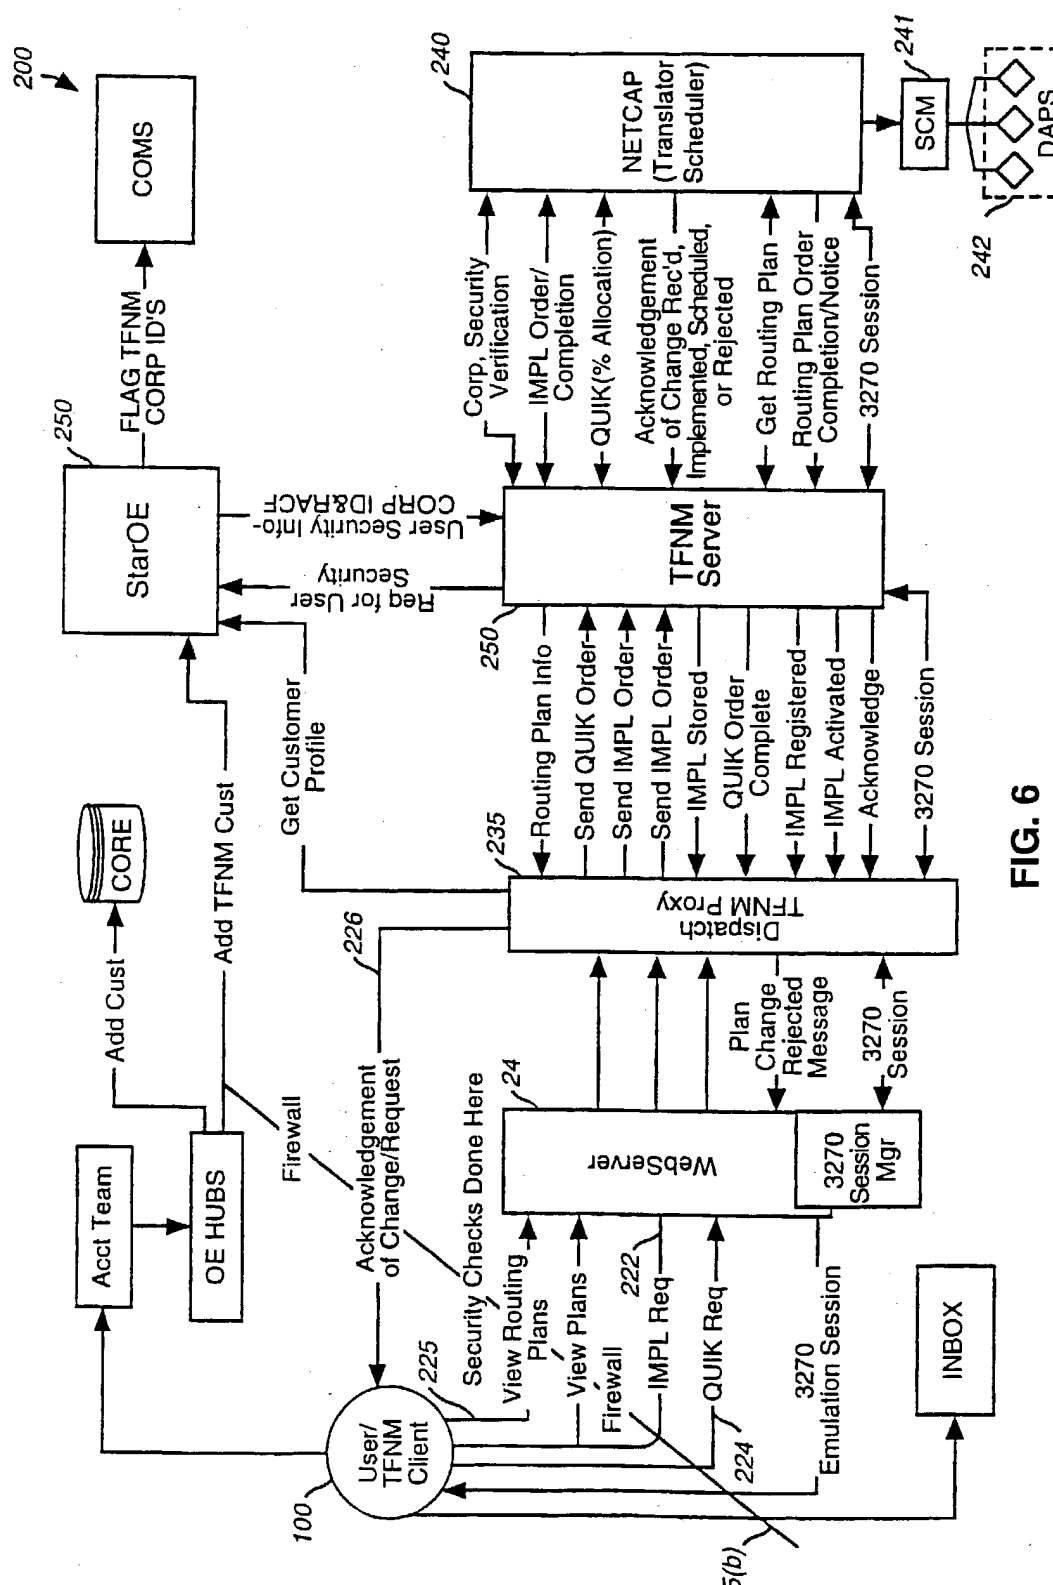 200
COMS
FLAG TFNM
CORP ID'S
250
StarOE
User Security Info-
CORP ID&RACF
Req for User
Security
Get Customer
Profile
CORE
Add Cust
Add TFNM Cust
Acct Team
OE HUBS
Firewall
240
NETCAP
(Translator
Scheduler)
241
SCM
242
DAPS
Corp, Security
Verification
IMPL Order/
Completion
QUIK(% Allocation)
Acknowledgement
of Change Rec'd,
Implemented, Scheduled,
or Rejected
Get Routing Plan
Routing Plan Order
Completion/Notice
3270 Session
250
TFNM
Server
Routing Plan Info
Send QUIK Order
Send IMPL Order
Send IMPL Order
IMPL Stored
QUIK Order
Complete
IMPL Registered
IMPL Activated
Acknowledge
3270 Session
235
Dispatch
TFNM Proxy
226
Acknowledgement
of Change/Request
Plan
Change
Rejected
Message
3270
Session
24
WebServer
3270
Session
Mgr
Security Checks Done Here
View Routing
Plans
225
View Plans
Firewall
222
IMPL Req
QUIK Req
224
3270
Emulation Session
User/
TFNM
Client
100
INBOX
5(b)
FIG. 6